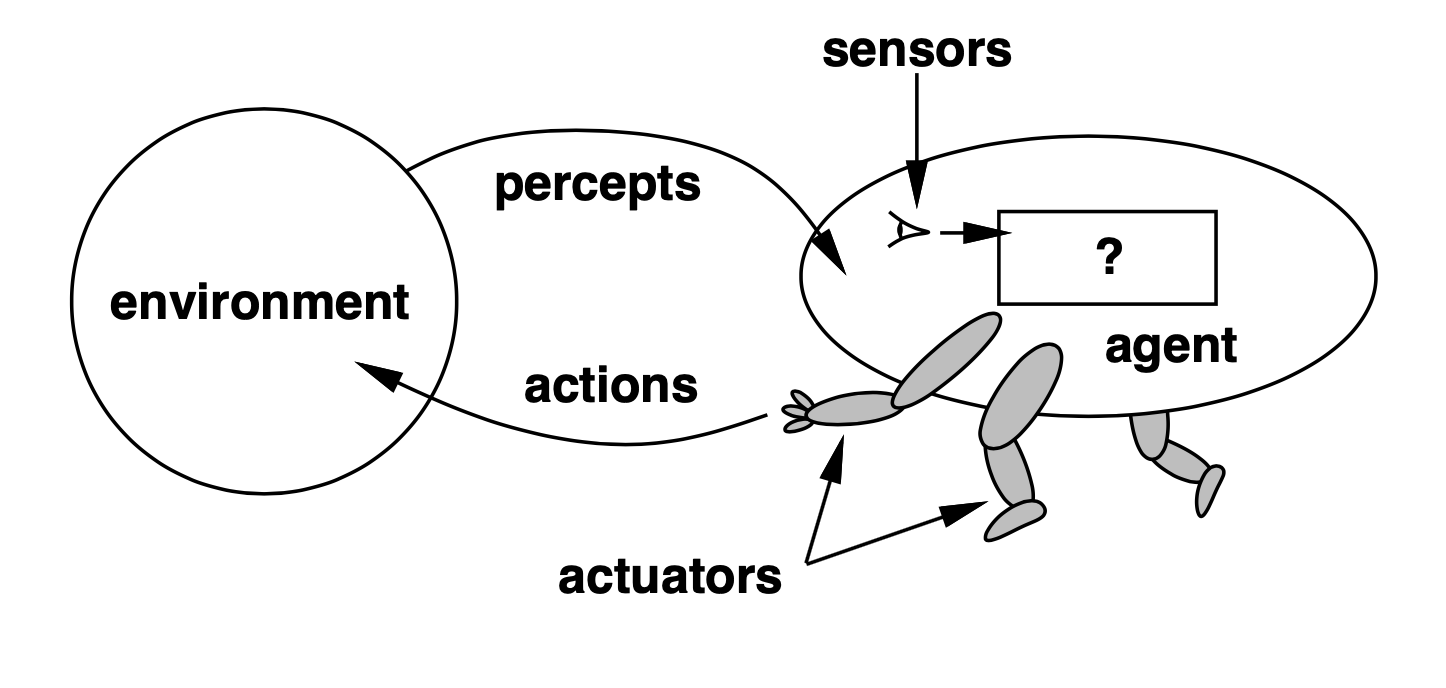 sensors
percepts
?
environment
agent
actions
actuators